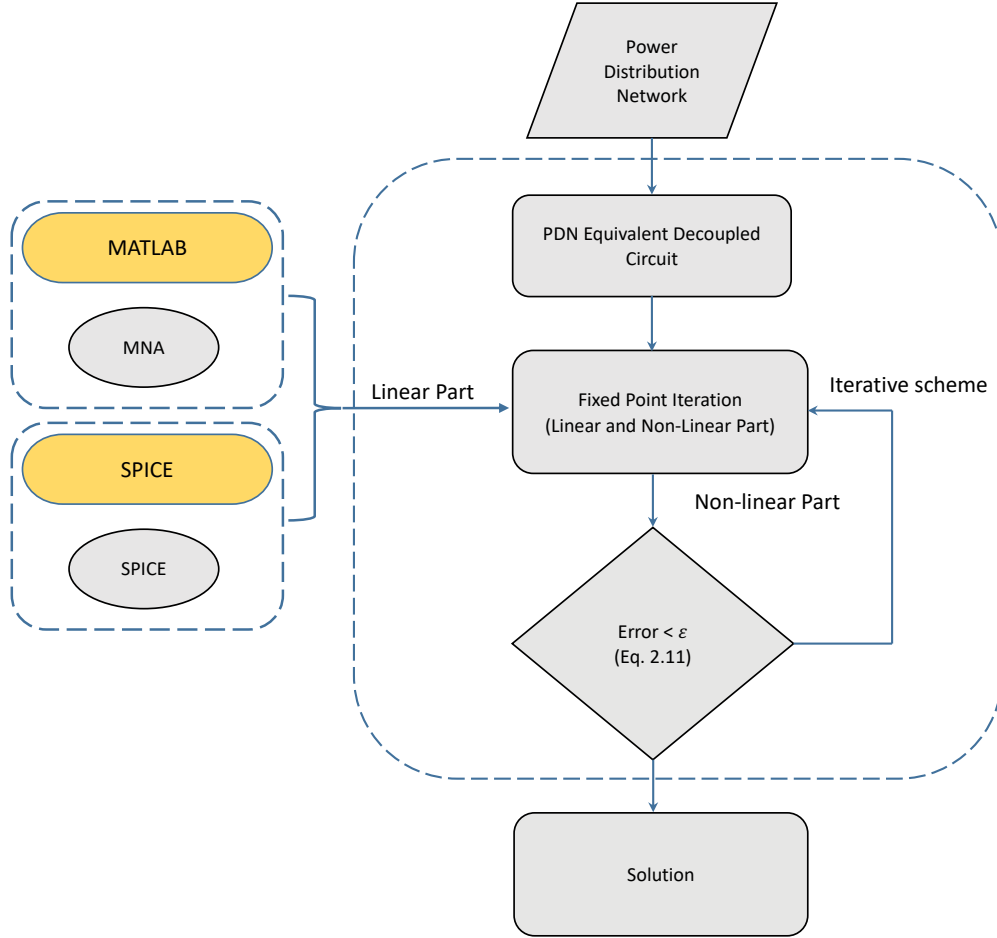 Power
Distribution
Network
PDN Equivalent Decoupled
Circuit
MATLAB
MNA
SPICE
SPICE
Linear Part
Fixed Point Iteration
(Linear and Non-Linear Part)
Iterative scheme
Non-linear Part
Error < ε
(Eq. 2.11)
Solution